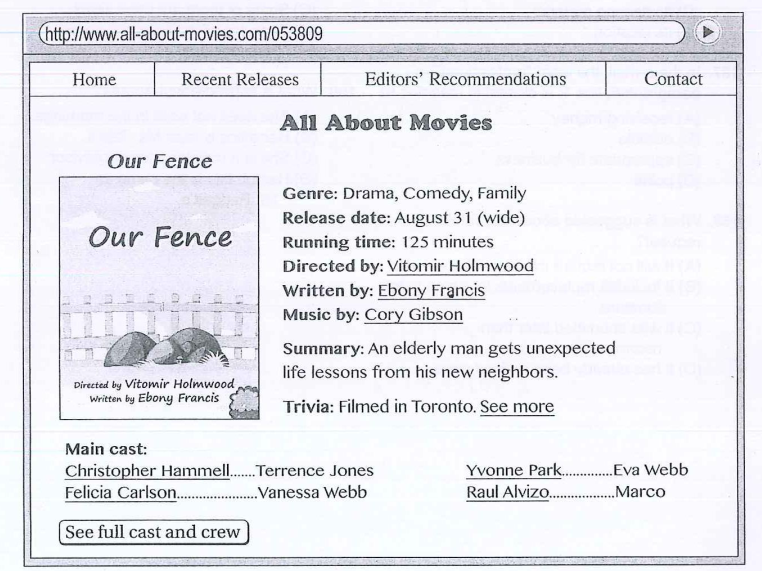 http://www.all-about-movies.com/053809
Home Recent Releases Editors' Recommendations Contact
All About Movies
Our Fence
Our Fence
Directed by Vitomir Holmwood
Written by Ebony Francis
Genre: Drama, Comedy, Family
Release date: August 31 (wide)
Running time: 125 minutes
Directed by: Vitomir Holmwood
Written by: Ebony Francis
Music by: Cory Gibson
Summary: An elderly man gets unexpected
life lessons from his new neighbors.
Trivia: Filmed in Toronto. See more
Main cast:
Christopher Hammell.......Terrence Jones
Felicia Carlson......................Vanessa Webb
Yvonne Park.............Eva Webb
Raul Alvizo.................Marco
See full cast and crew